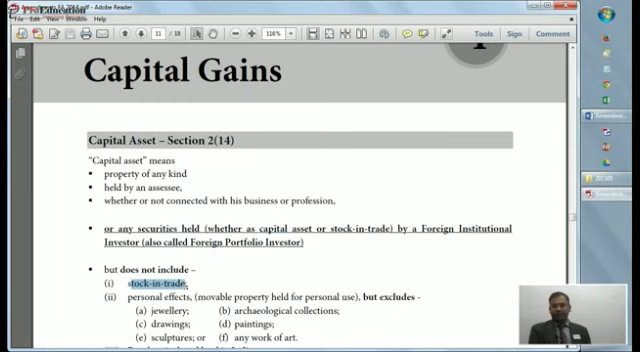 ProEducation
Adobe Reader
File Edit View Window
11 / 18
116%
Tools Sign Comment
Capital Gains
Capital Asset – Section 2(14)
“Capital asset” means
▪ property of any kind
▪ held by an assessee,
▪ whether or not connected with his business or profession,
▪ or any securities held (whether as capital asset or stock-in-trade) by a Foreign Institutional
Investor (also called Foreign Portfolio Investor)
▪ but does not include –
(i) stock-in-trade;
(ii) personal effects, (movable property held for personal use), but excludes -
(a) jewellery; (b) archaeological collections;
(c) drawings; (d) paintings;
(e) sculptures; or (f) any work of art.